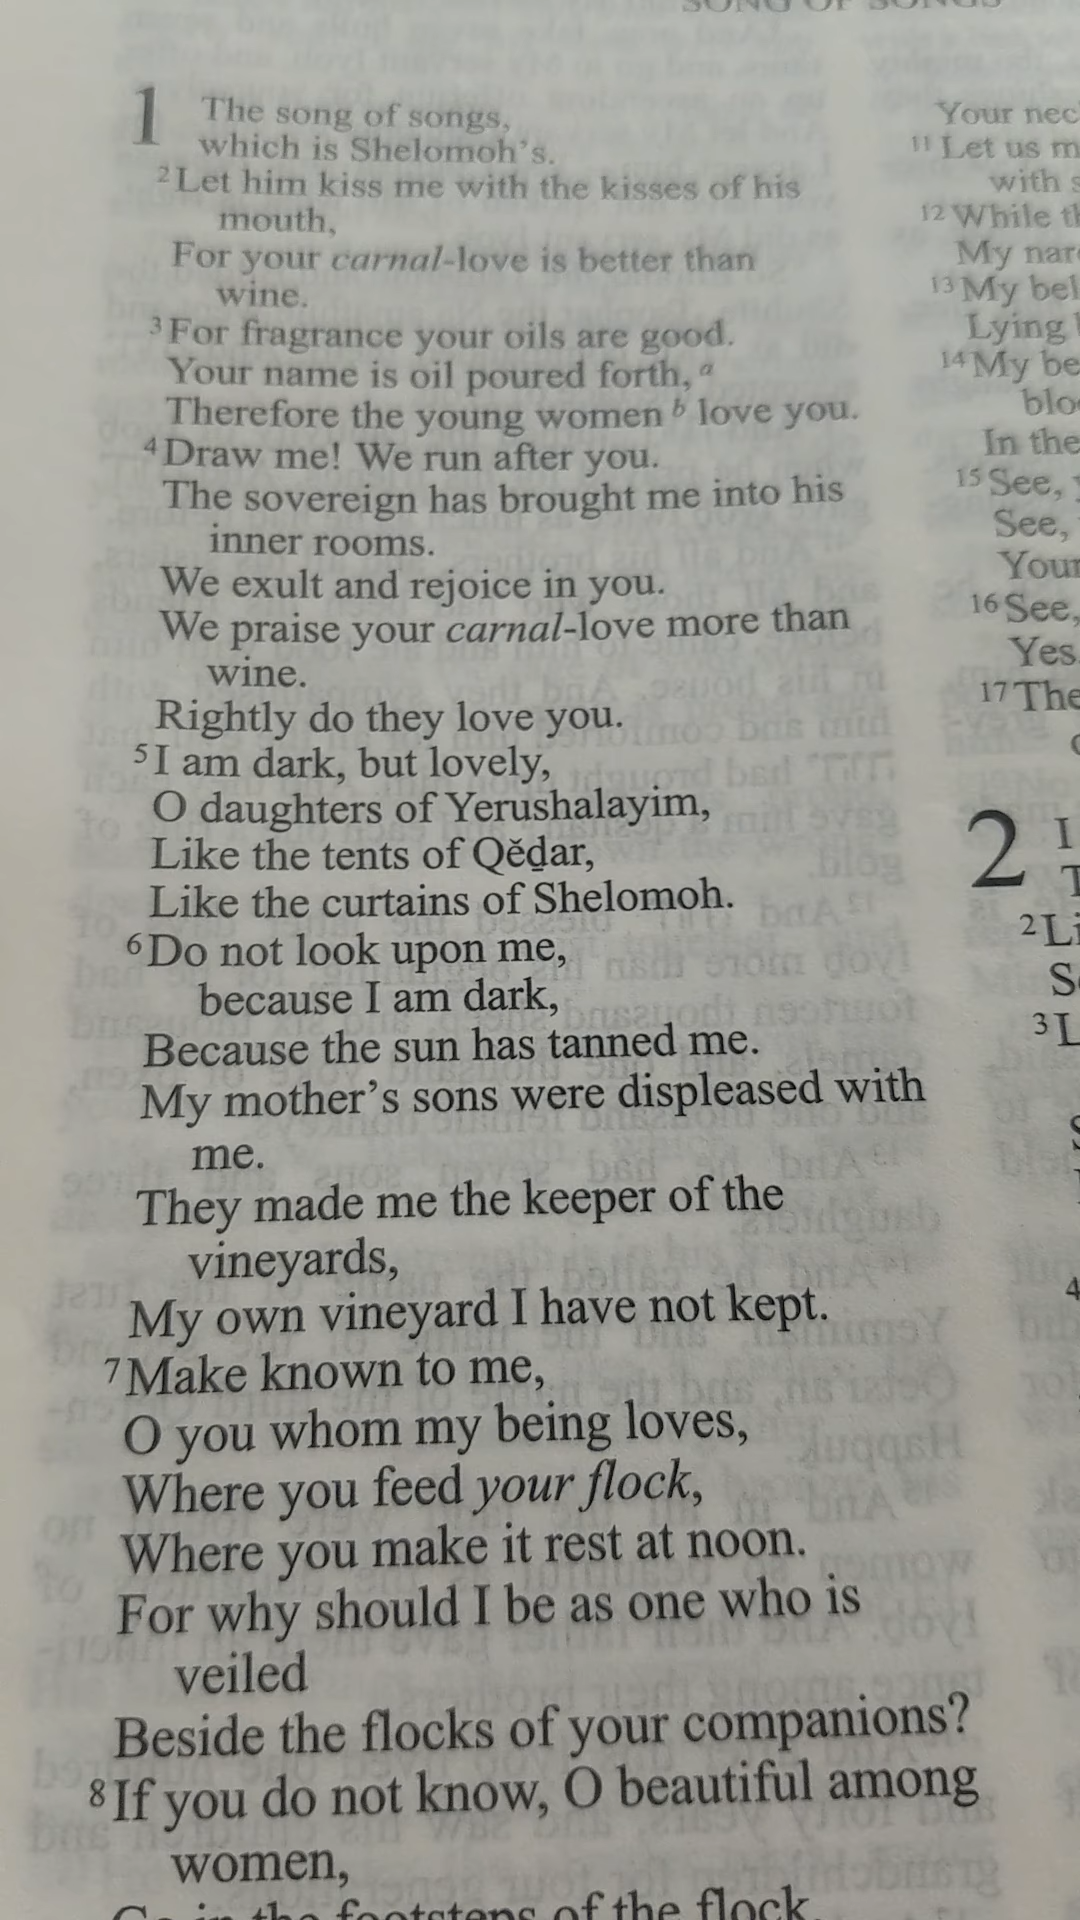 SONG OF SONGS
1 The song of songs,
which is Shelomoh's.
2 Let him kiss me with the kisses of his
mouth,
For your carnal-love is better than
wine.
3 For fragrance your oils are good.
Your name is oil poured forth, a
Therefore the young women b love you.
4 Draw me! We run after you.
The sovereign has brought me into his
inner rooms.
We exult and rejoice in you.
We praise your carnal-love more than
wine.
Rightly do they love you.
5 I am dark, but lovely,
O daughters of Yerushalayim,
Like the tents of Qĕḏar,
Like the curtains of Shelomoh.
6 Do not look upon me,
because I am dark,
Because the sun has tanned me.
My mother's sons were displeased with
me.
They made me the keeper of the
vineyards,
My own vineyard I have not kept.
7 Make known to me,
O you whom my being loves,
Where you feed your flock,
Where you make it rest at noon.
For why should I be as one who is
veiled
Beside the flocks of your companions?
8 If you do not know, O beautiful among
women,
Go in the footsteps of the flock,
Your
11 Let us
with
12 While
My
13 My
Lying
14 My
In the
15 See,
See,
16 See,
Yes,
17
2 I
2
3
4